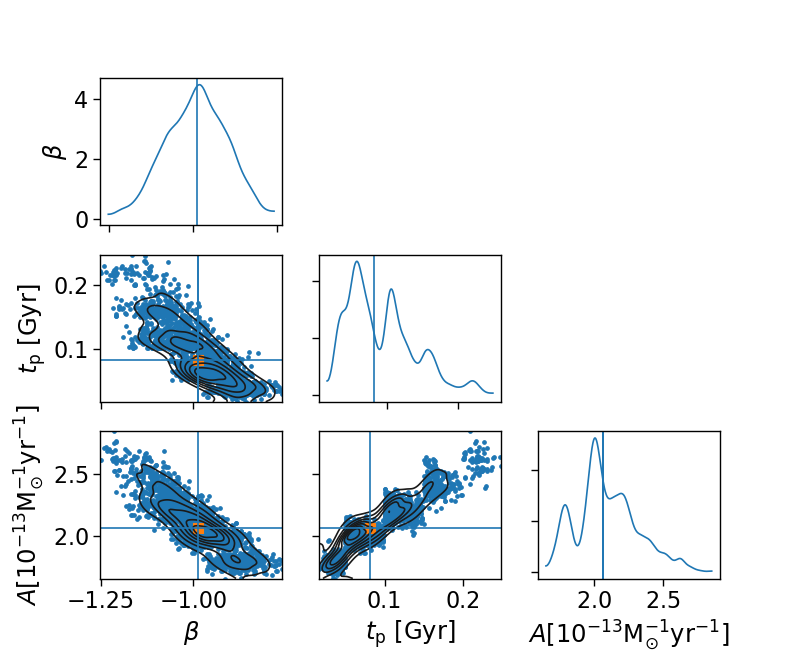 4
2
0
β
0.2
0.1
t_p [Gyr]
2.5
2.0
A[10^{-13}M_⊙^{-1}yr^{-1}]
−1.25 −1.00 0.1 0.2 2.0 2.5
β t_p [Gyr] A[10^{-13}M_⊙^{-1}yr^{-1}]